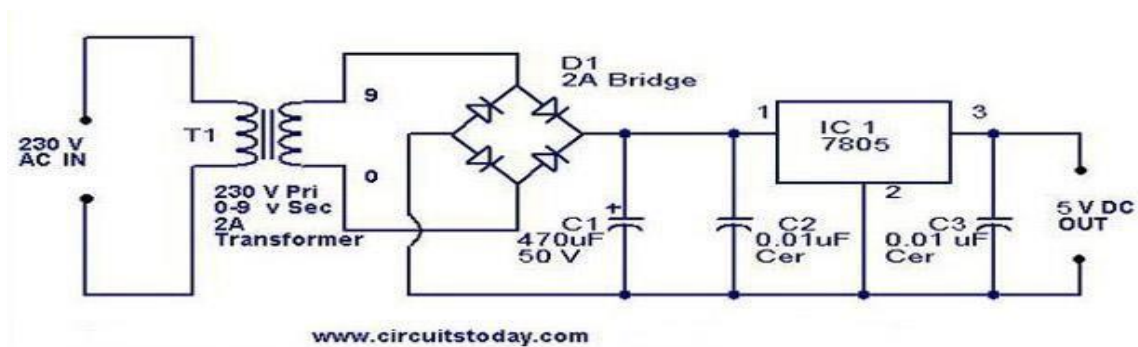 230 V
AC IN
T1
9
0
230 V Pri
0-9 v Sec
2A
Transformer
D1
2A Bridge
C1
470uF
50 V
+
C2
0.01uF
Cer
1
IC 1
7805
3
2
C3
0.01 uF
Cer
5 V DC
OUT
www.circuitstoday.com